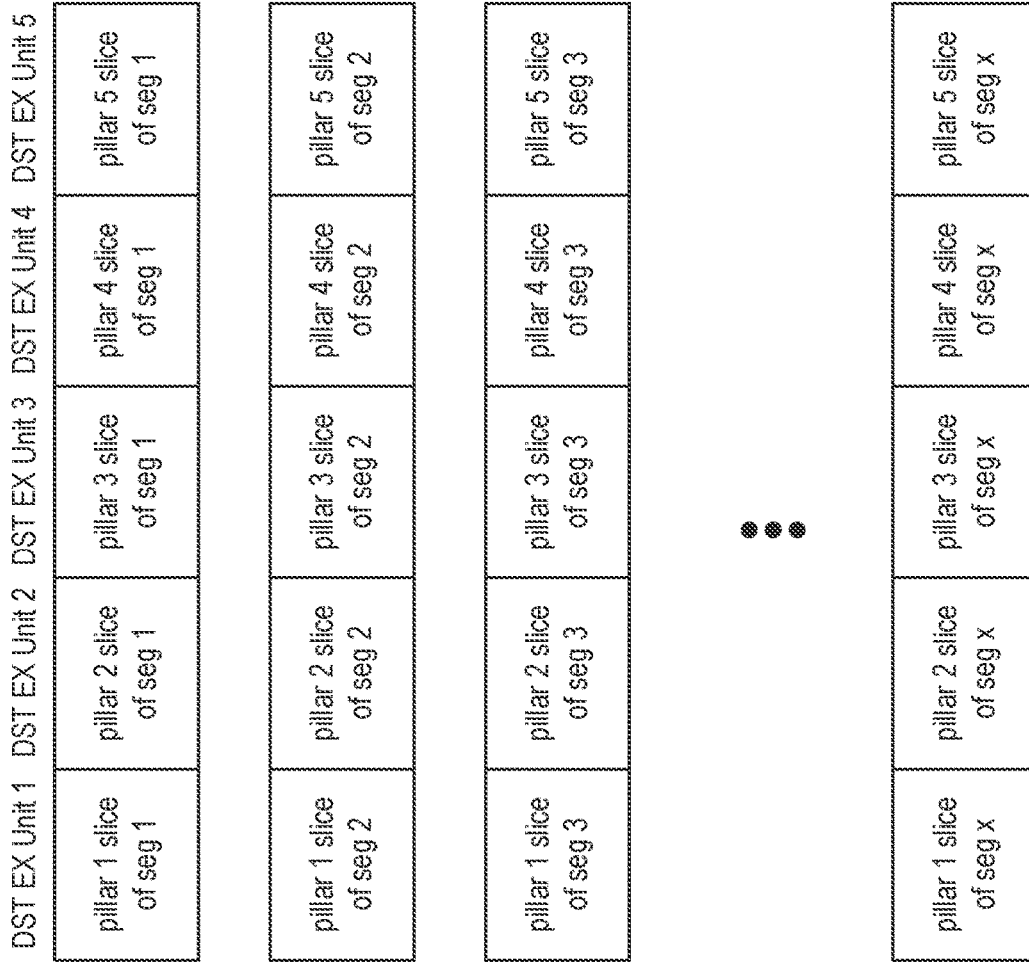 DST EX Unit 1
DST EX Unit 2
DST EX Unit 3
DST EX Unit 4
DST EX Unit 5
pillar 1 slice
of seg 1
pillar 2 slice
of seg 1
pillar 3 slice
of seg 1
pillar 4 slice
of seg 1
pillar 5 slice
of seg 1
pillar 1 slice
of seg 2
pillar 2 slice
of seg 2
pillar 3 slice
of seg 2
pillar 4 slice
of seg 2
pillar 5 slice
of seg 2
pillar 1 slice
of seg 3
pillar 2 slice
of seg 3
pillar 3 slice
of seg 3
pillar 4 slice
of seg 3
pillar 5 slice
of seg 3
pillar 1 slice
of seg x
pillar 2 slice
of seg x
pillar 3 slice
of seg x
pillar 4 slice
of seg x
pillar 5 slice
of seg x